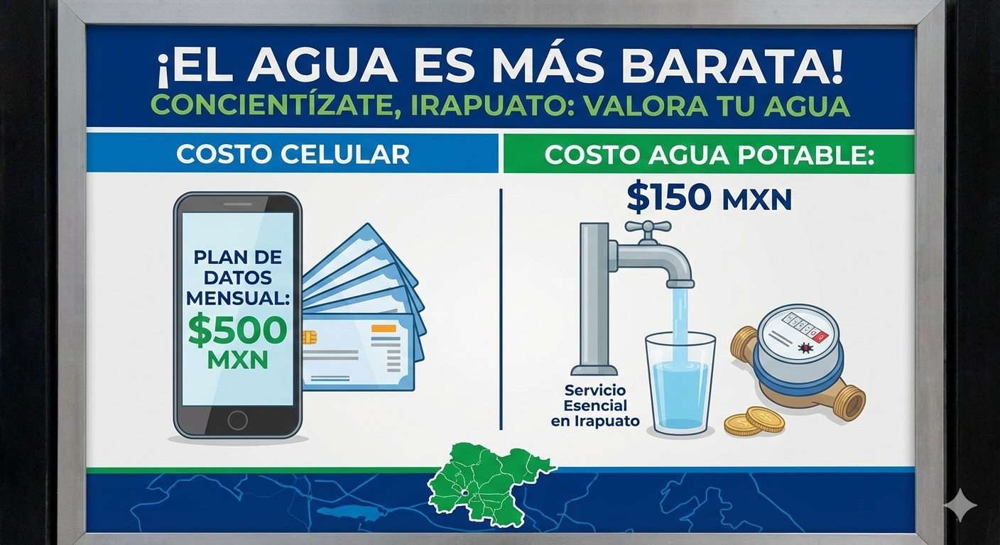 ¡EL AGUA ES MÁS BARATA!
CONCIENTÍZATE, IRAPUATO: VALORA TU AGUA
COSTO CELULAR
PLAN DE
DATOS
MENSUAL:
$500
MXN
COSTO AGUA POTABLE:
$150 MXN
Servicio
Esencial
en Irapuato